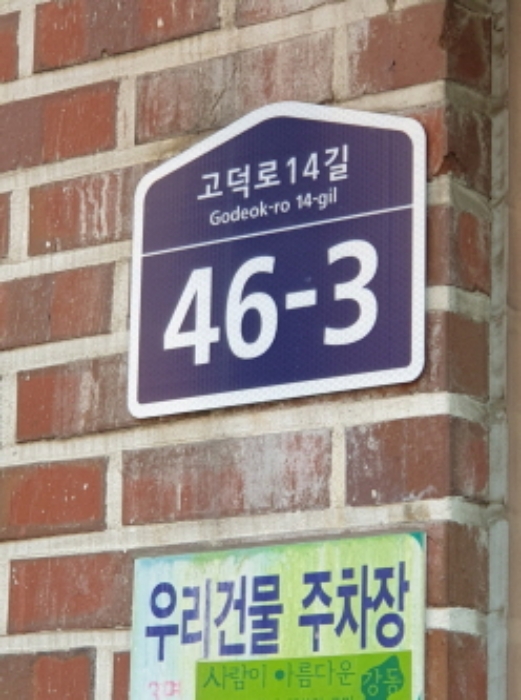 고덕로14길
Godeok-ro 14-gil
46-3
우리건물 주차장
사람이 아름다운 강동